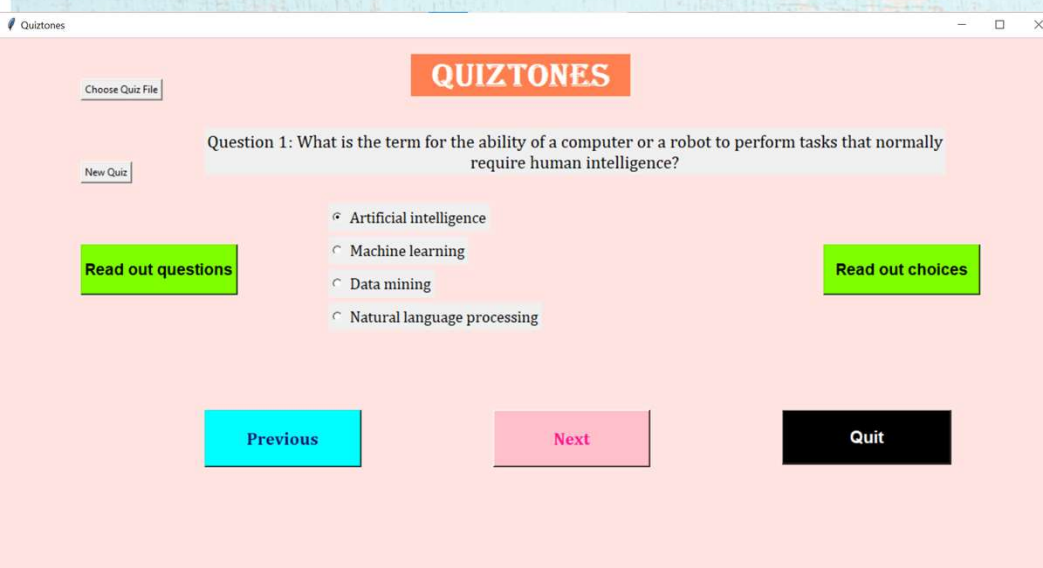 Quiztones
QUIZTONES
Choose Quiz File
Question 1: What is the term for the ability of a computer or a robot to perform tasks that normally
require human intelligence?
New Quiz
Artificial intelligence
Machine learning
Data mining
Natural language processing
Read out questions
Read out choices
Previous
Next
Quit